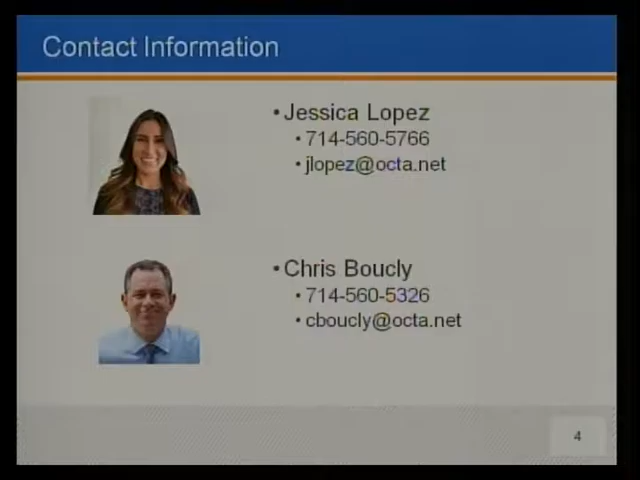 Contact Information
• Jessica Lopez
• 714-560-5766
• jlopez@octa.net
• Chris Boucly
• 714-560-5326
• cboucly@octa.net
4